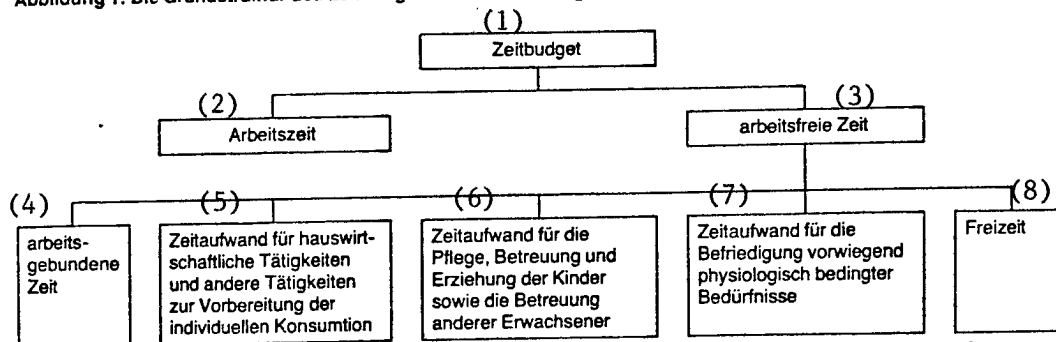 (1)
Zeitbudget
(2)
(3)
Arbeitszeit
arbeitsfreie Zeit
(4)
(5)
(6)
(7)
(8)
arbeits-
gebundene
Zeit
Zeitaufwand für hauswirt-
schaftliche Tätigkeiten
und andere Tätigkeiten
zur Vorbereitung der
individuellen Konsumtion
Zeitaufwand für die
Pflege, Betreuung und
Erziehung der Kinder
sowie die Betreuung
anderer Erwachsener
Zeitaufwand für die
Befriedigung vorwiegend
physiologisch bedingter
Bedürfnisse
Freizeit